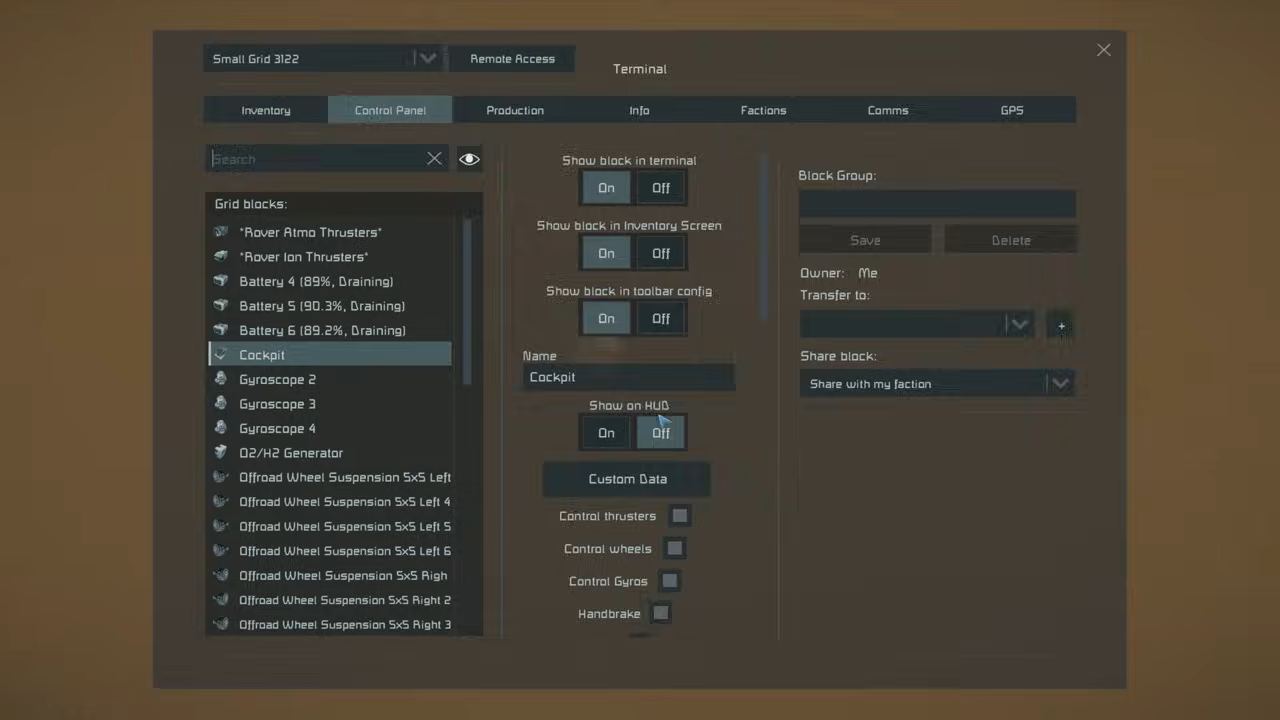 Small Grid 3122
Remote Access
Terminal
Inventory
Control Panel
Production
Info
Factions
Comms
GPS
Search
Grid blocks:
*Rover Atmo Thrusters*
*Rover Ion Thrusters*
Battery 4 (89%, Draining)
Battery 5 (90.3%, Draining)
Battery 6 (89.2%, Draining)
Cockpit
Gyroscope 2
Gyroscope 3
Gyroscope 4
O2/H2 Generator
Offroad Wheel Suspension 5x5 Left
Offroad Wheel Suspension 5x5 Left 4
Offroad Wheel Suspension 5x5 Left 5
Offroad Wheel Suspension 5x5 Left 6
Offroad Wheel Suspension 5x5 Righ
Offroad Wheel Suspension 5x5 Right 2
Offroad Wheel Suspension 5x5 Right 3
Show block in terminal
On Off
Show block in Inventory Screen
On Off
Show block in toolbar config
On Off
Name
Cockpit
Show on HUD
On Off
Custom Data
Control thrusters
Control wheels
Control Gyros
Handbrake
Block Group:
Save
Delete
Owner: Me
Transfer to:
+
Share block:
Share with my faction